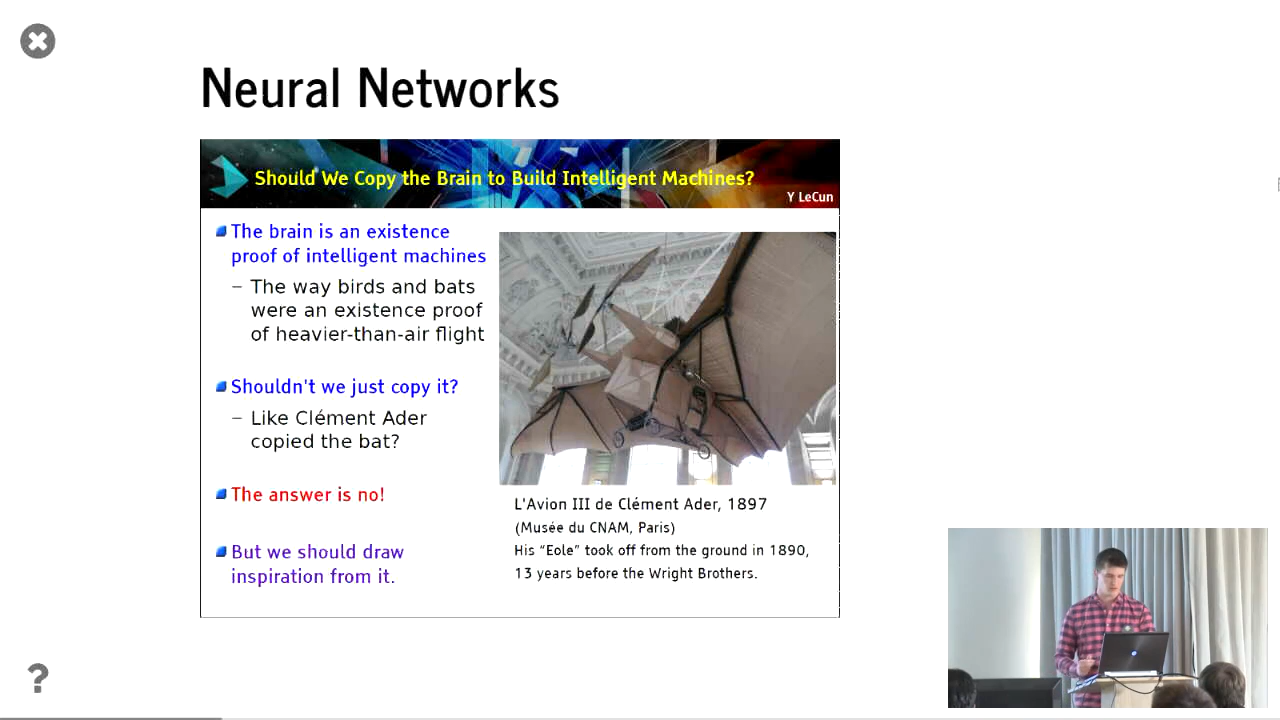 Neural Networks
Should We Copy the Brain to Build Intelligent Machines?
Y LeCun
The brain is an existence
proof of intelligent machines
– The way birds and bats
were an existence proof
of heavier-than-air flight
Shouldn't we just copy it?
– Like Clément Ader
copied the bat?
The answer is no!
But we should draw
inspiration from it.
L'Avion III de Clément Ader, 1897
(Musée du CNAM, Paris)
His “Eole” took off from the ground in 1890,
13 years before the Wright Brothers.
?